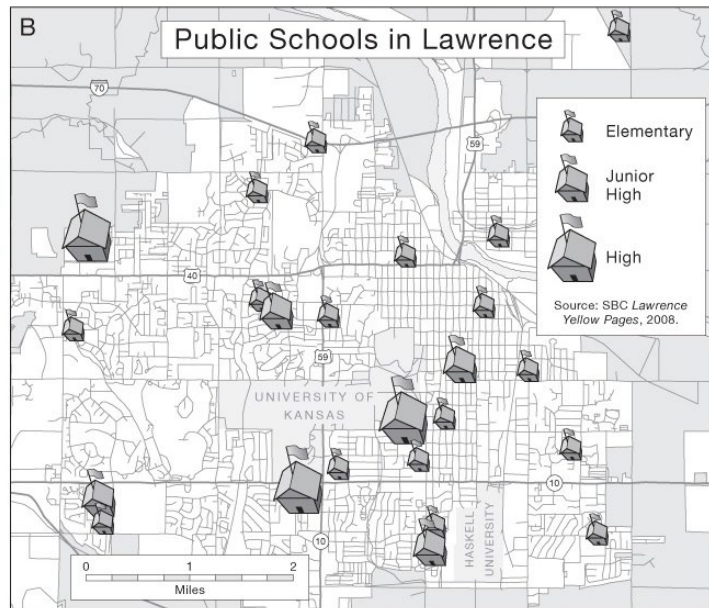 B
Public Schools in Lawrence
70
59
Elementary
Junior
High
High
Source: SBC Lawrence
Yellow Pages, 2008.
40
59
UNIVERSITY OF
KANSAS
10
10
HASKELL
UNIVERSITY
0 1 2
Miles